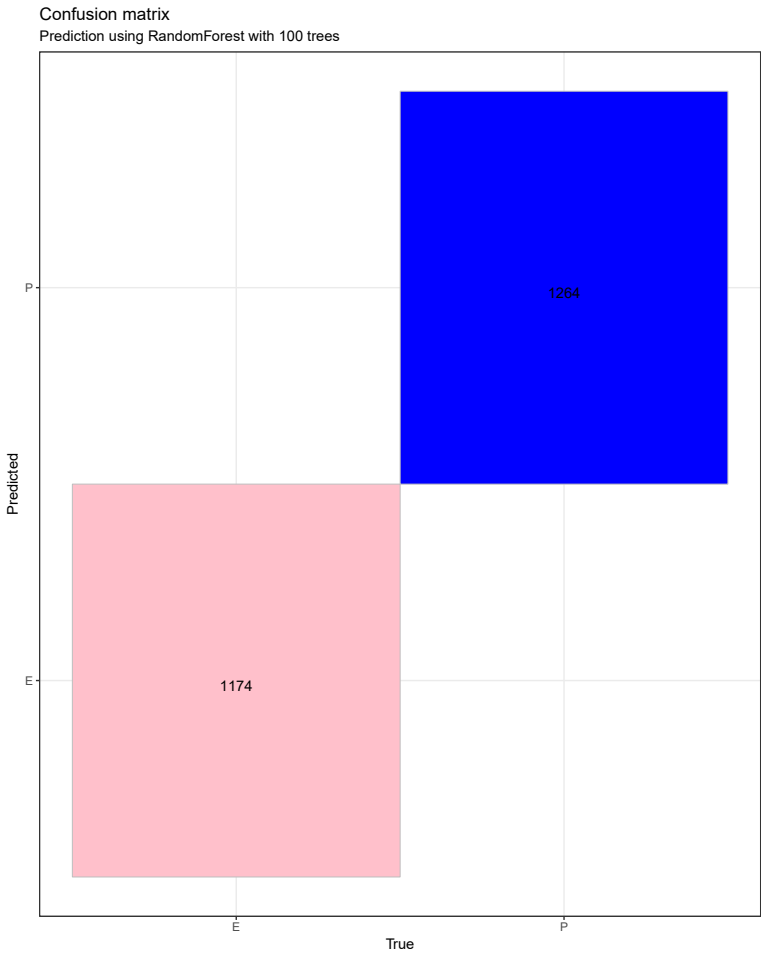 Confusion matrix
Prediction using RandomForest with 100 trees
P
1264
Predicted
1174
E
E P
True